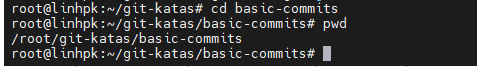 root@linhpk:~/git-katas# cd basic-commits
root@linhpk:~/git-katas/basic-commits# pwd
/root/git-katas/basic-commits
root@linhpk:~/git-katas/basic-commits#